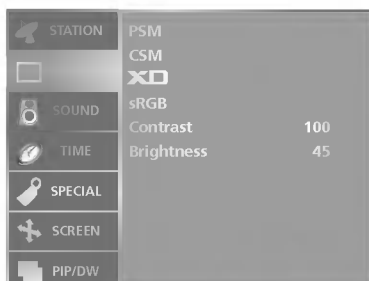 STATION
SOUND
TIME
SPECIAL
SCREEN
PIP/DW
PSM
CSM
XD
sRGB
Contrast 100
Brightness 45